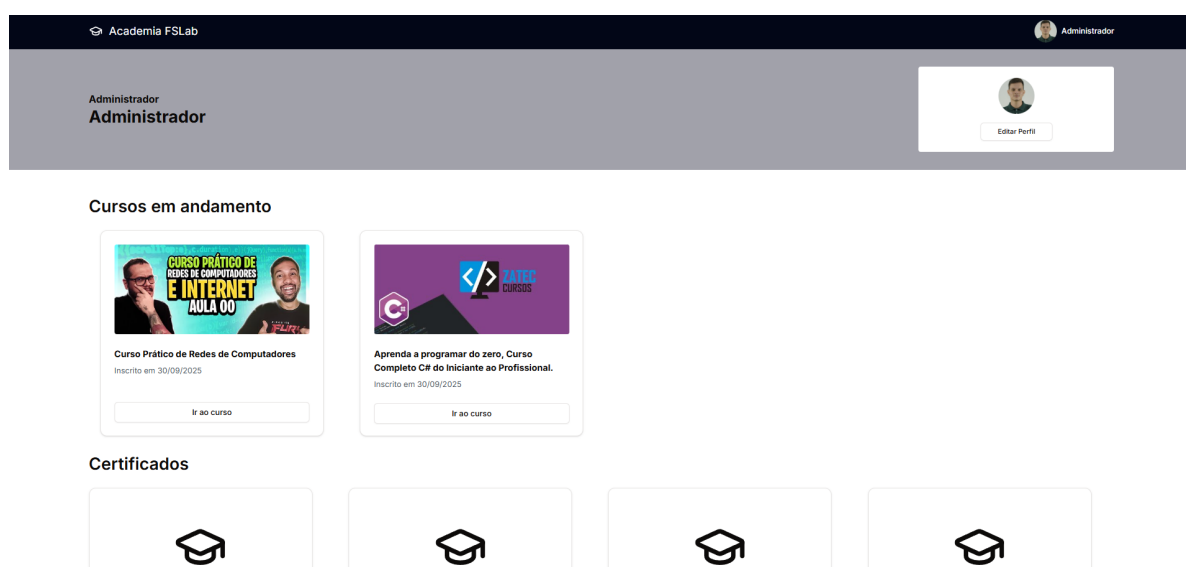 Academia FSLab
Administrador
Administrador
Administrador
Editar Perfil
Cursos em andamento
CURSO PRÁTICO DE
REDES DE COMPUTADORES
E INTERNET
AULA 00
Curso Prático de Redes de Computadores
Inscrito em 30/09/2025
Ir ao curso
</> ZATEC
CURSOS
C#
Aprenda a programar do zero, Curso
Completo C# do Iniciante ao Profissional.
Inscrito em 30/09/2025
Ir ao curso
Certificados